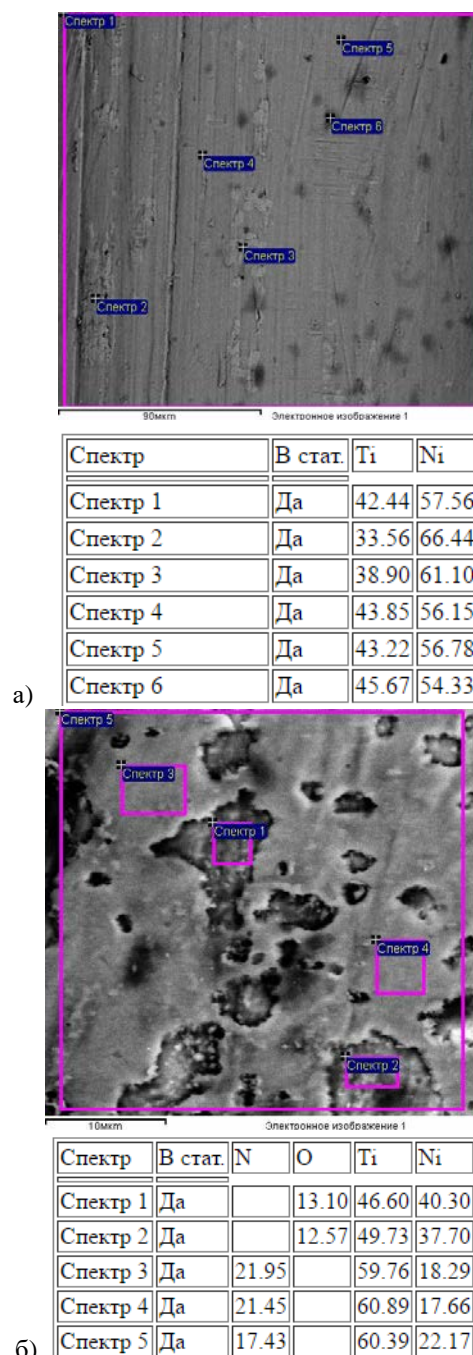 Спектр 1
Спектр 5
Спектр 6
Спектр 4
Спектр 3
Спектр 2
90мкm Электронное изображение 1
Спектр В стат. Ti Ni
Спектр 1 Да 42.44 57.56
Спектр 2 Да 33.56 66.44
Спектр 3 Да 38.90 61.10
Спектр 4 Да 43.85 56.15
Спектр 5 Да 43.22 56.78
Спектр 6 Да 45.67 54.33
а)
Спектр 5
Спектр 3
Спектр 1
Спектр 4
Спектр 2
10мкm Электронное изображение 1
Спектр В стат. N O Ti Ni
Спектр 1 Да 13.10 46.60 40.30
Спектр 2 Да 12.57 49.73 37.70
Спектр 3 Да 21.95 59.76 18.29
Спектр 4 Да 21.45 60.89 17.66
Спектр 5 Да 17.43 60.39 22.17
б)